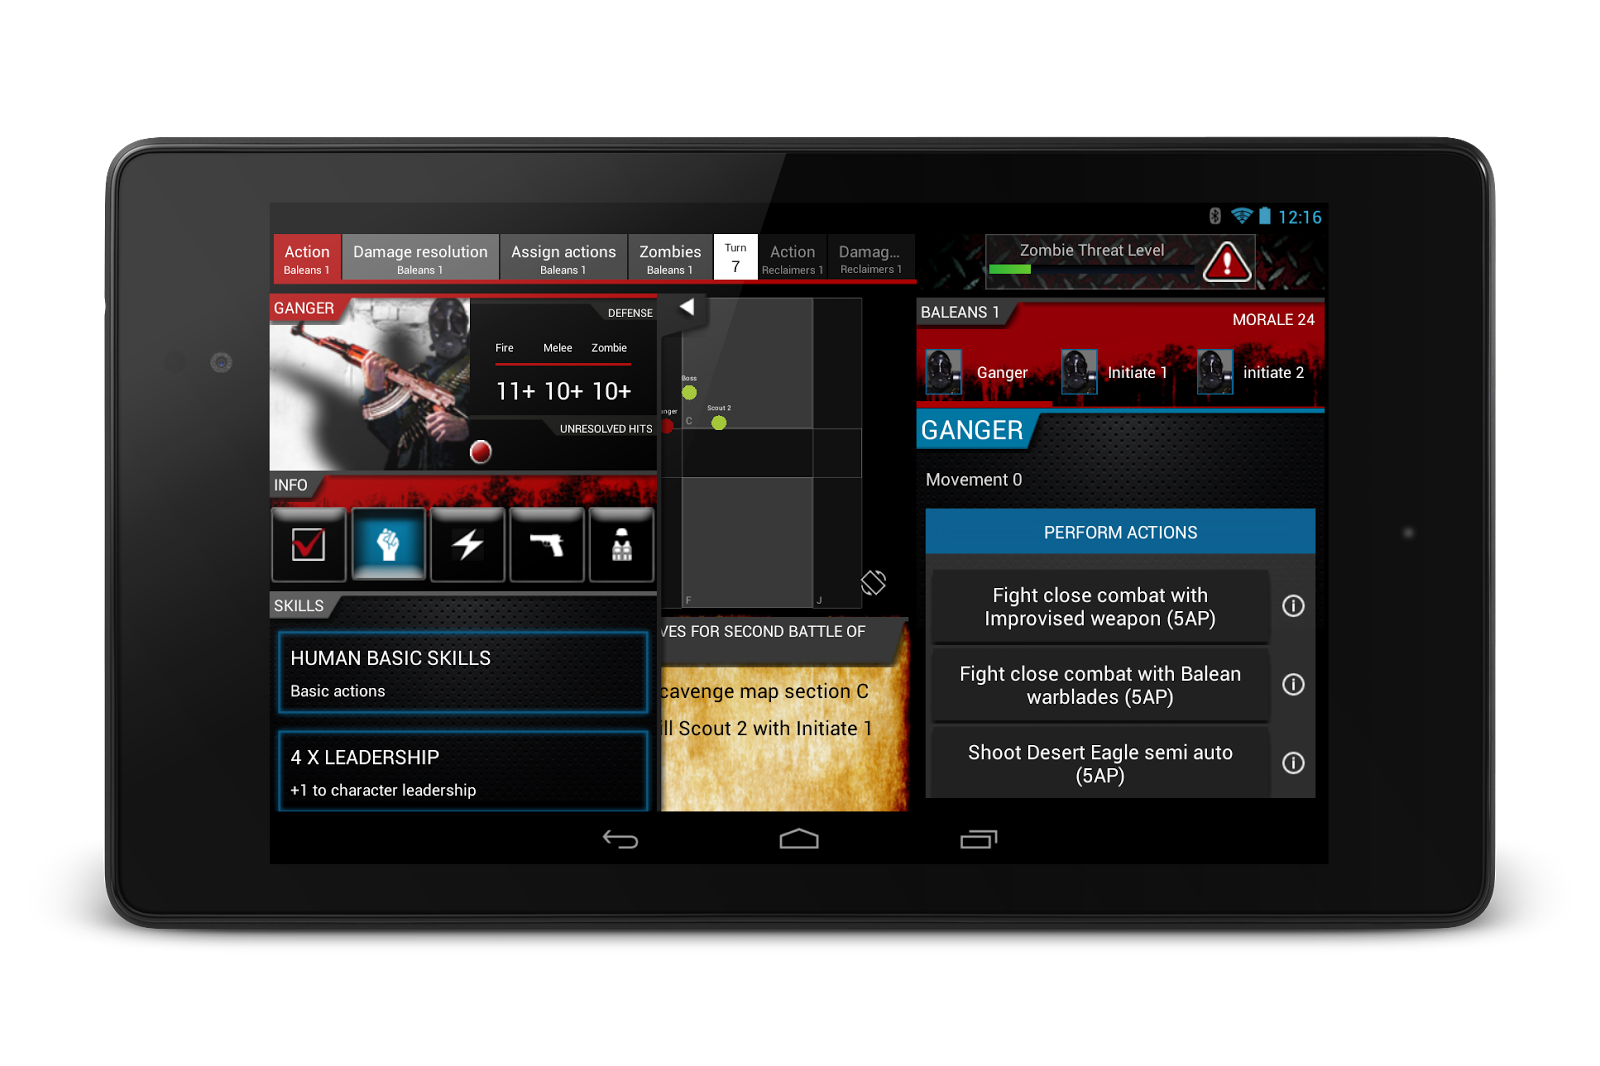 12:16
Action
Baleans 1
Damage resolution
Baleans 1
Assign actions
Baleans 1
Zombies
Baleans 1
Turn
7
Action
Reclaimers 1
Damag...
Reclaimers 1
Zombie Threat Level
GANGER
DEFENSE
Fire Melee Zombie
11+ 10+ 10+
UNRESOLVED HITS
INFO
SKILLS
HUMAN BASIC SKILLS
Basic actions
4 X LEADERSHIP
+1 to character leadership
Boss
Scout 2
nger
C
F
J
VES FOR SECOND BATTLE OF
cavenge map section C
ill Scout 2 with Initiate 1
BALEANS 1
MORALE 24
Ganger
Initiate 1
initiate 2
GANGER
Movement 0
PERFORM ACTIONS
Fight close combat with
Improvised weapon (5AP)
Fight close combat with Balean
warblades (5AP)
Shoot Desert Eagle semi auto
(5AP)